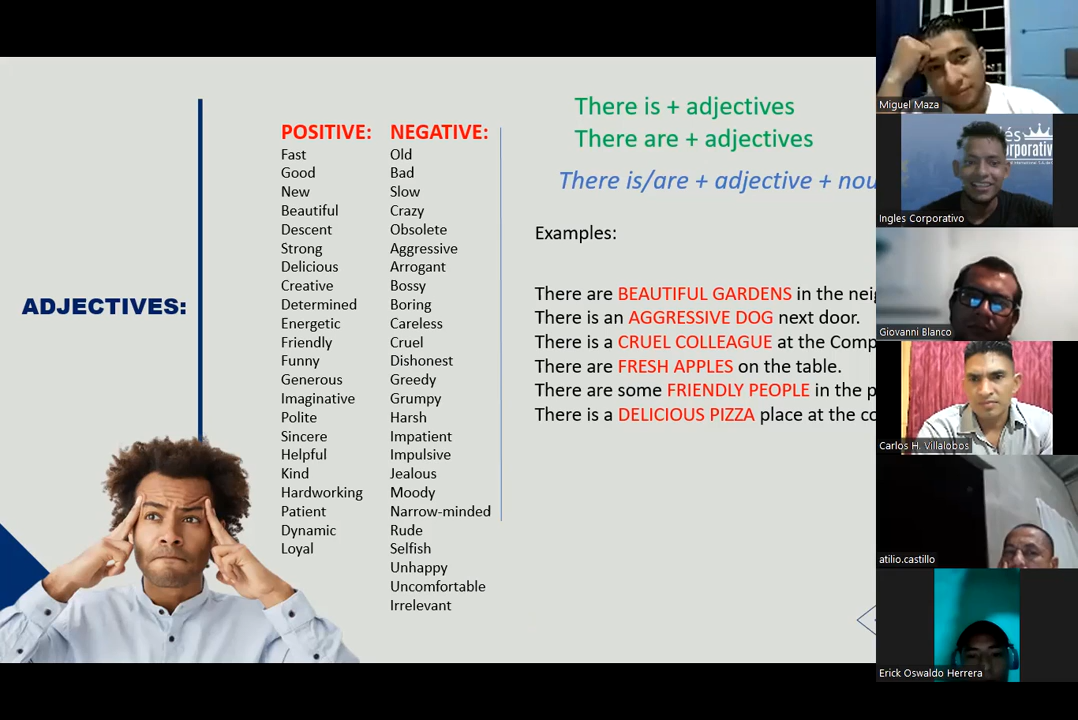 ADJECTIVES:
POSITIVE:
Fast
Good
New
Beautiful
Descent
Strong
Delicious
Creative
Determined
Energetic
Friendly
Funny
Generous
Imaginative
Polite
Sincere
Helpful
Kind
Hardworking
Patient
Dynamic
Loyal
NEGATIVE:
Old
Bad
Slow
Crazy
Obsolete
Aggressive
Arrogant
Bossy
Boring
Careless
Cruel
Dishonest
Greedy
Grumpy
Harsh
Impatient
Impulsive
Jealous
Moody
Narrow-minded
Rude
Selfish
Unhappy
Uncomfortable
Irrelevant
There is + adjectives
There are + adjectives
There is/are + adjective + nou
Examples:
There are BEAUTIFUL GARDENS in the nei
There is an AGGRESSIVE DOG next door.
There is a CRUEL COLLEAGUE at the Comp
There are FRESH APPLES on the table.
There are some FRIENDLY PEOPLE in the p
There is a DELICIOUS PIZZA place at the co
Miguel Maza
Ingles Corporativo
Giovanni Blanco
Carlos H. Villalobos
atilio.castillo
Erick Oswaldo Herrera